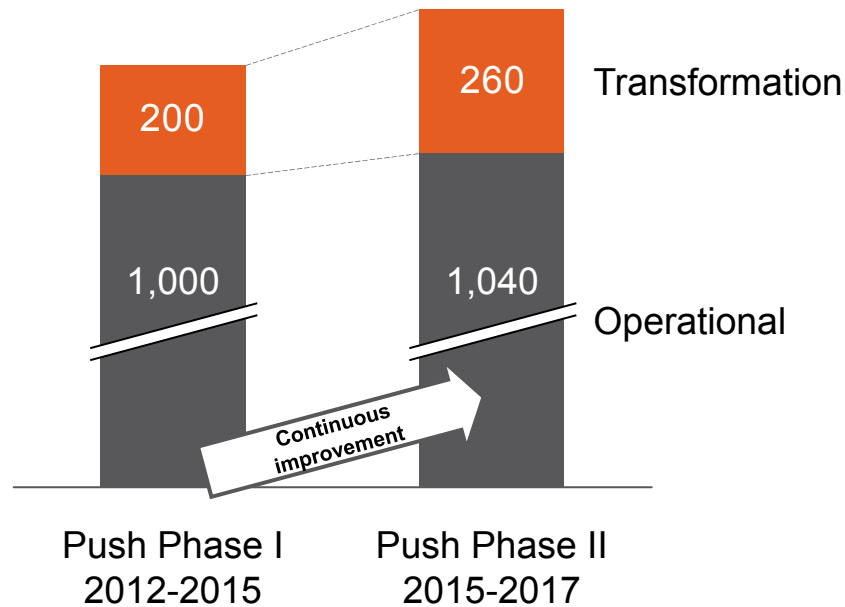 200
260
Transformation
1,000
1,040
Operational
Continuous
improvement
Push Phase I
2012-2015
Push Phase II
2015-2017